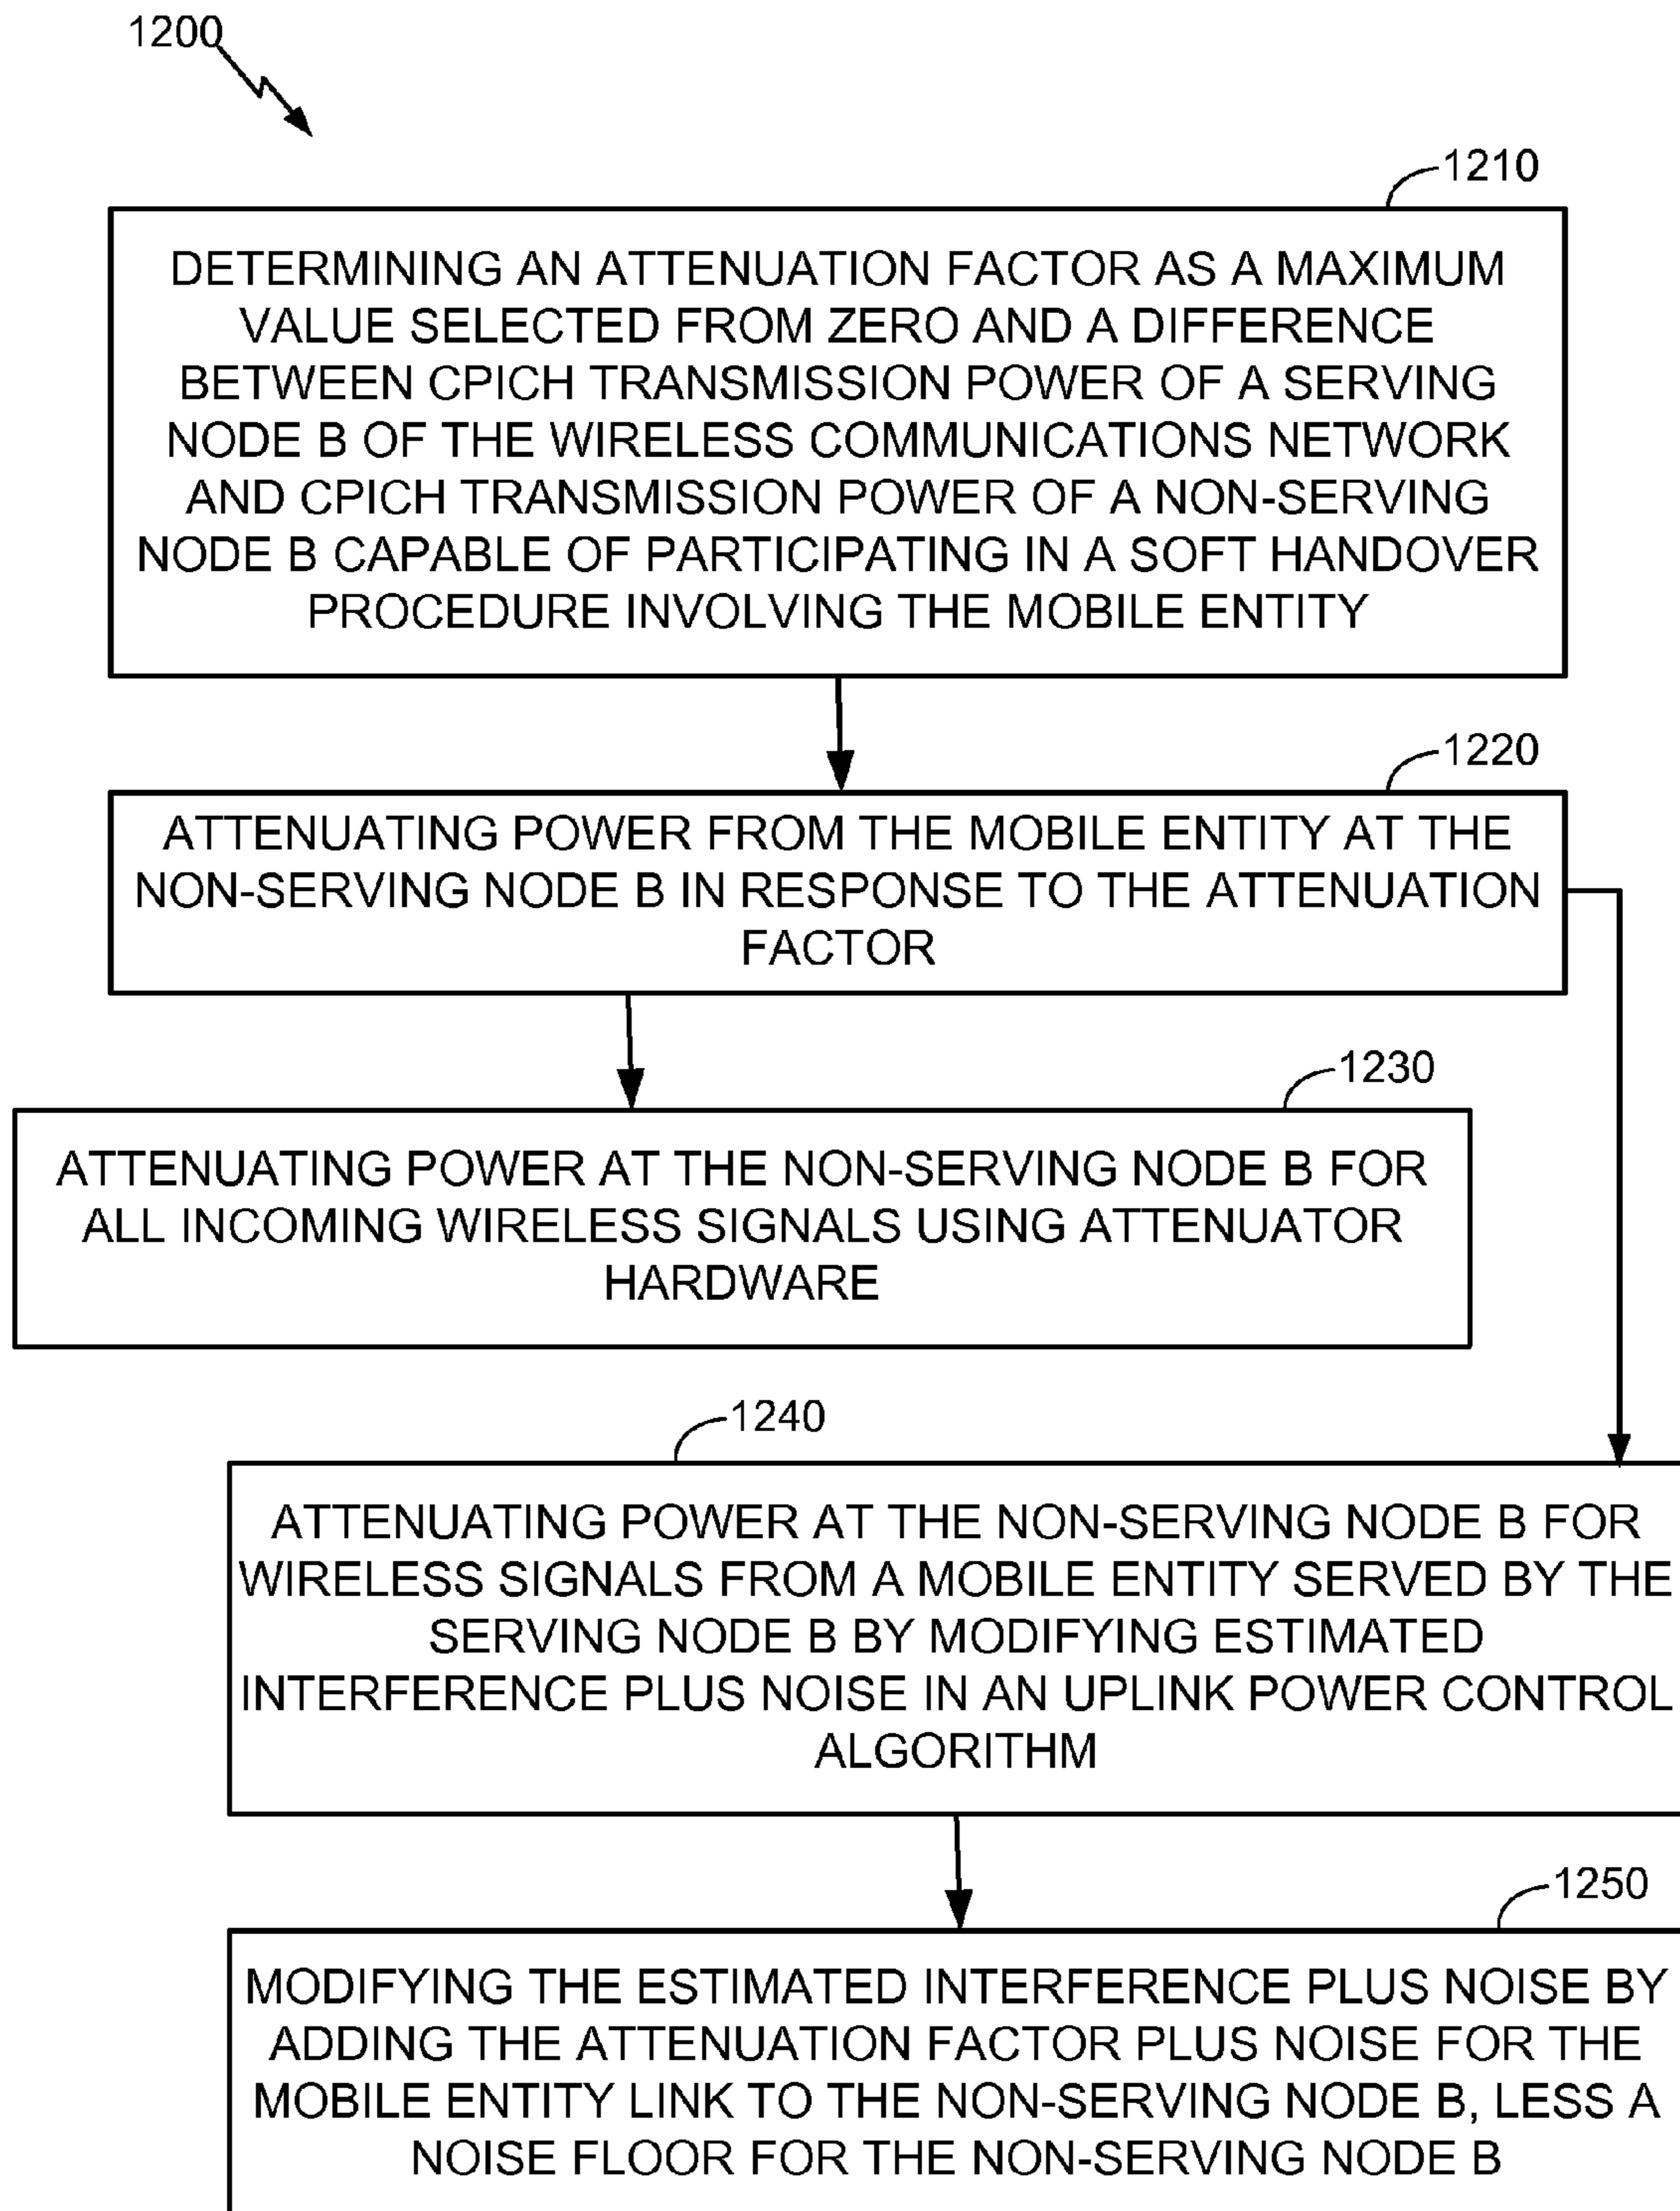 1200
1210
DETERMINING AN ATTENUATION FACTOR AS A MAXIMUM
VALUE SELECTED FROM ZERO AND A DIFFERENCE
BETWEEN CPICH TRANSMISSION POWER OF A SERVING
NODE B OF THE WIRELESS COMMUNICATIONS NETWORK
AND CPICH TRANSMISSION POWER OF A NON-SERVING
NODE B CAPABLE OF PARTICIPATING IN A SOFT HANDOVER
PROCEDURE INVOLVING THE MOBILE ENTITY
1220
ATTENUATING POWER FROM THE MOBILE ENTITY AT THE
NON-SERVING NODE B IN RESPONSE TO THE ATTENUATION
FACTOR
1230
ATTENUATING POWER AT THE NON-SERVING NODE B FOR
ALL INCOMING WIRELESS SIGNALS USING ATTENUATOR
HARDWARE
1240
ATTENUATING POWER AT THE NON-SERVING NODE B FOR
WIRELESS SIGNALS FROM A MOBILE ENTITY SERVED BY THE
SERVING NODE B BY MODIFYING ESTIMATED
INTERFERENCE PLUS NOISE IN AN UPLINK POWER CONTROL
ALGORITHM
1250
MODIFYING THE ESTIMATED INTERFERENCE PLUS NOISE BY
ADDING THE ATTENUATION FACTOR PLUS NOISE FOR THE
MOBILE ENTITY LINK TO THE NON-SERVING NODE B, LESS A
NOISE FLOOR FOR THE NON-SERVING NODE B